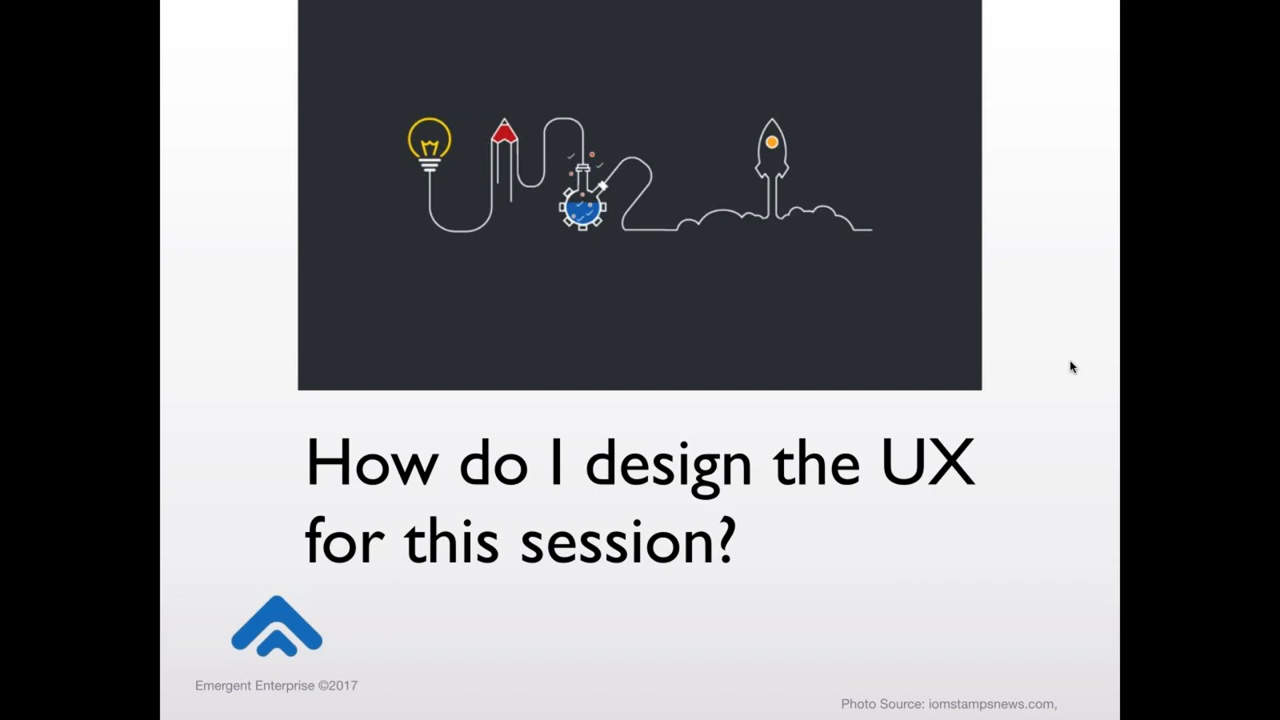 How do I design the UX
for this session?
Emergent Enterprise ©2017
Photo Source: iomstampsnews.com,